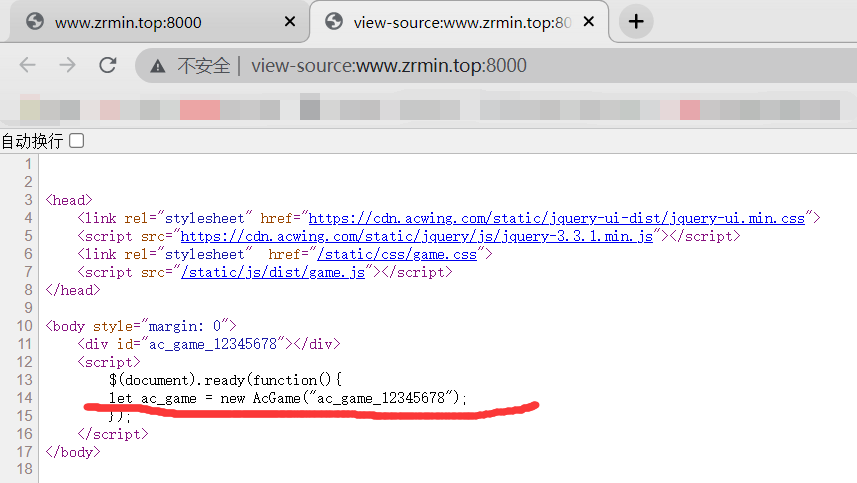 www.zrmin.top:8000
view-source:www.zrmin.top:80
不安全 | view-source:www.zrmin.top:8000
自动换行
1
2
3 <head>
4 <link rel="stylesheet" href="https://cdn.acwing.com/static/jquery-ui-dist/jquery-ui.min.css">
5 <script src="https://cdn.acwing.com/static/jquery/js/jquery-3.3.1.min.js"></script>
6 <link rel="stylesheet"  href="/static/css/game.css">
7 <script src="/static/js/dist/game.js"></script>
8 </head>
9
10 <body style="margin: 0">
11 <div id="ac_game_12345678"></div>
12 <script>
13 $(document).ready(function(){
14 let ac_game = new AcGame("ac_game_12345678");
15 });
16 </script>
17 </body>
18